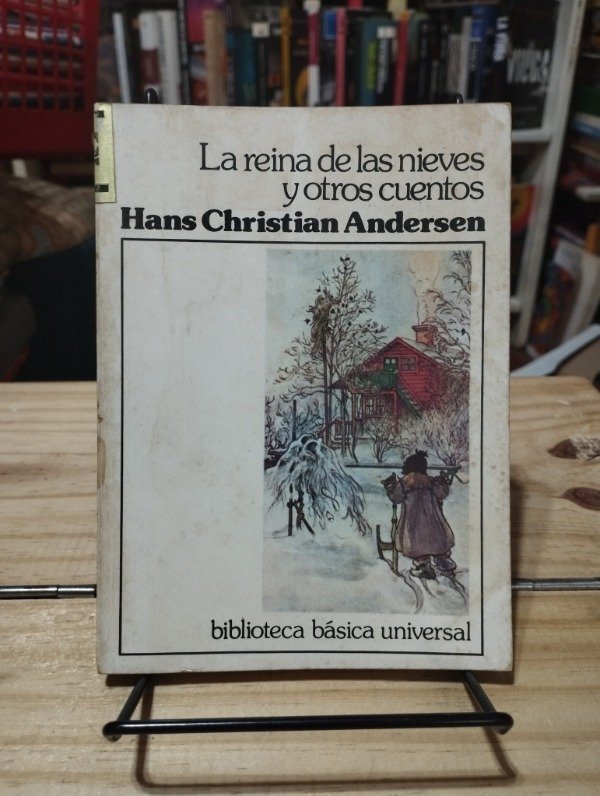 La reina de las nieves
y otros cuentos
Hans Christian Andersen
biblioteca básica universal